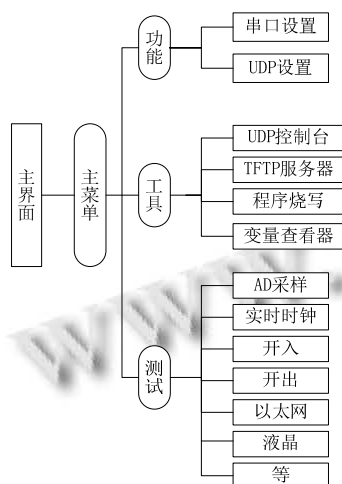 主界面
主菜单
功能
串口设置
UDP设置
工具
UDP控制台
TFTP服务器
程序烧写
变量查看器
测试
AD采样
实时时钟
开入
开出
以太网
液晶
等
www.